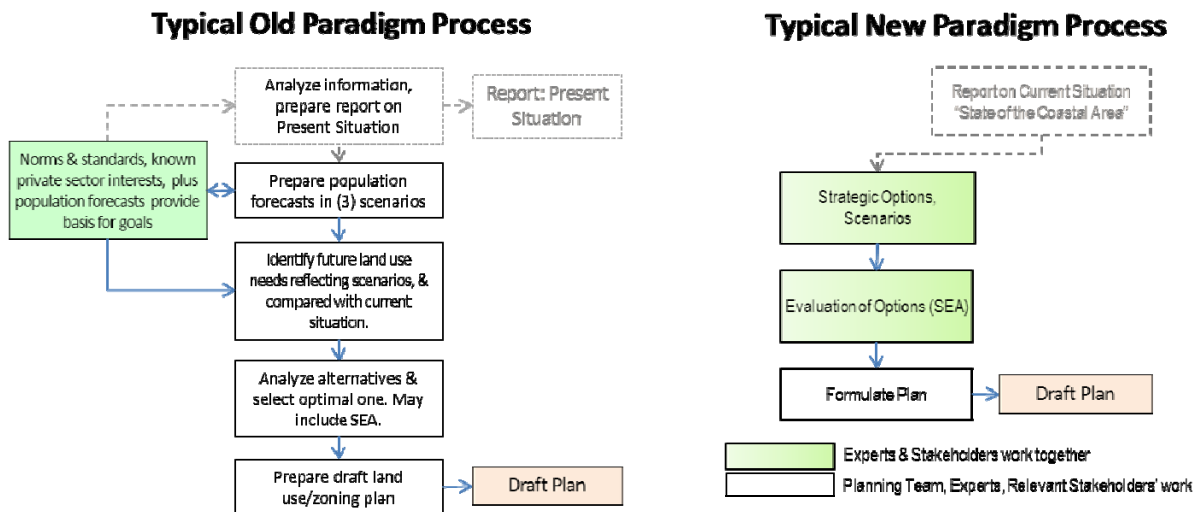 Typical Old Paradigm Process
Analyze information,
prepare report on
Present Situation
Report: Present
Situation
Norms & standards, known
private sector interests, plus
population forecasts provide
basis for goals
Prepare population
forecasts in (3) scenarios
Identify future land use
needs reflecting scenarios, &
compared with current
situation.
Analyze alternatives &
select optimal one. May
include SEA.
Prepare draft land
use/zoning plan
Draft Plan
Typical New Paradigm Process
Report on Current Situation
"State of the Coastal Area"
Strategic Options,
Scenarios
Evaluation of Options (SEA)
Formulate Plan
Draft Plan
Experts & Stakeholders work together
Planning Team, Experts, Relevant Stakeholders' work